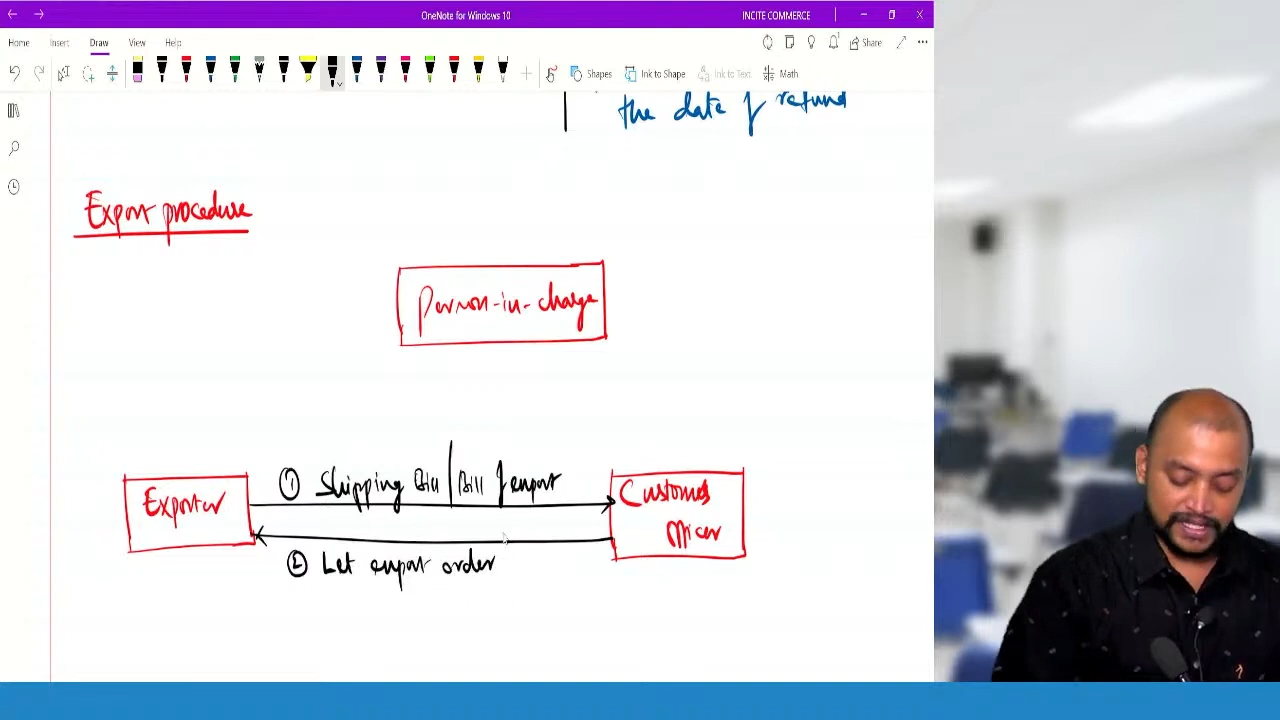 OneNote for Windows 10
INCITE COMMERCE
Home Insert Draw View Help
Share
Shapes Ink to Shape Ink to Text Math
the date of refund
Export procedure
Person-in-charge
① Shipping Bill | Bill of export
Exporter
Customs
officer
② Let export order